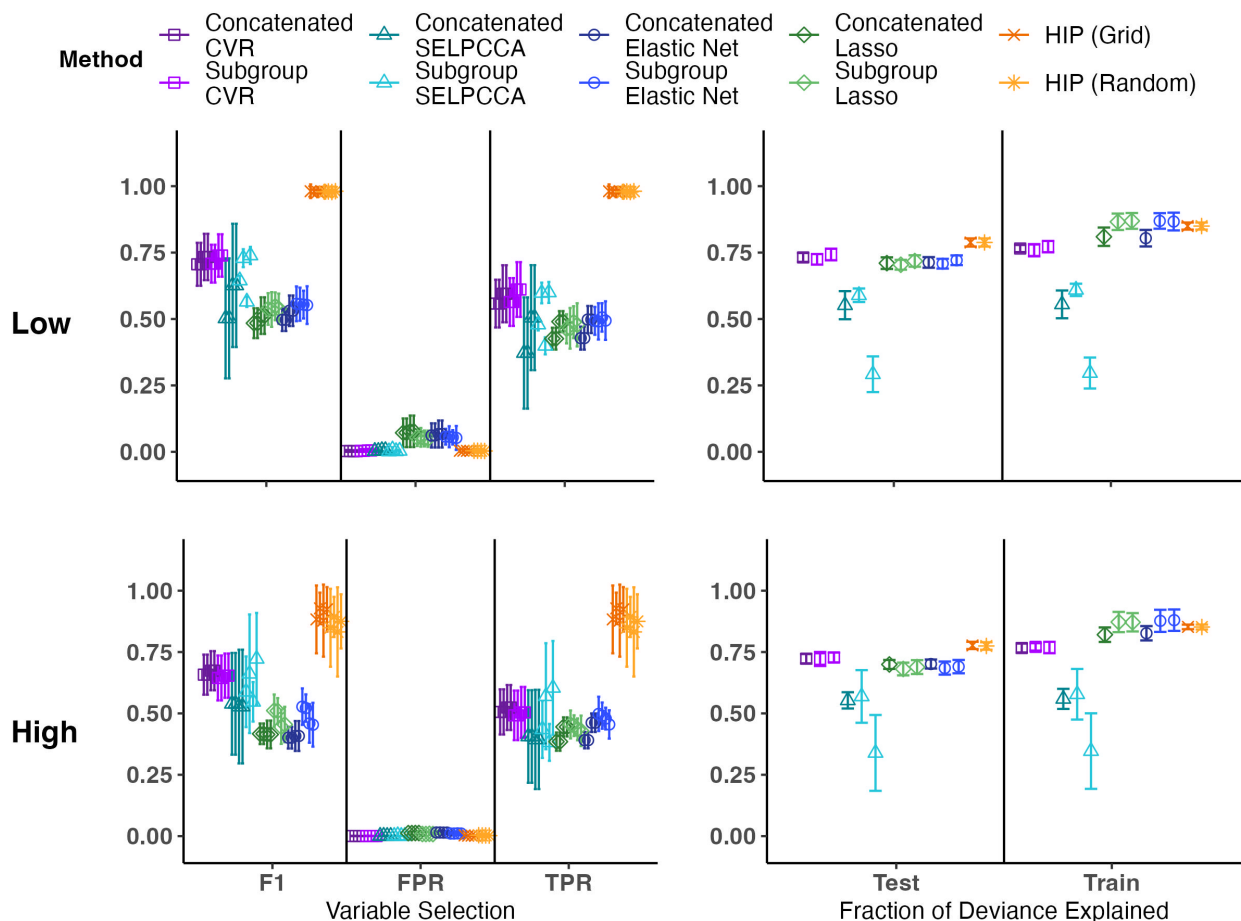 Method
Concatenated CVR
Concatenated SELPCCA
Concatenated Elastic Net
Concatenated Lasso
HIP (Grid)
Subgroup CVR
Subgroup SELPCCA
Subgroup Elastic Net
Subgroup Lasso
HIP (Random)
Low
1.00
0.75
0.50
0.25
0.00
1.00
0.75
0.50
0.25
0.00
High
1.00
0.75
0.50
0.25
0.00
1.00
0.75
0.50
0.25
0.00
F1 FPR TPR
Variable Selection
Test Train
Fraction of Deviance Explained